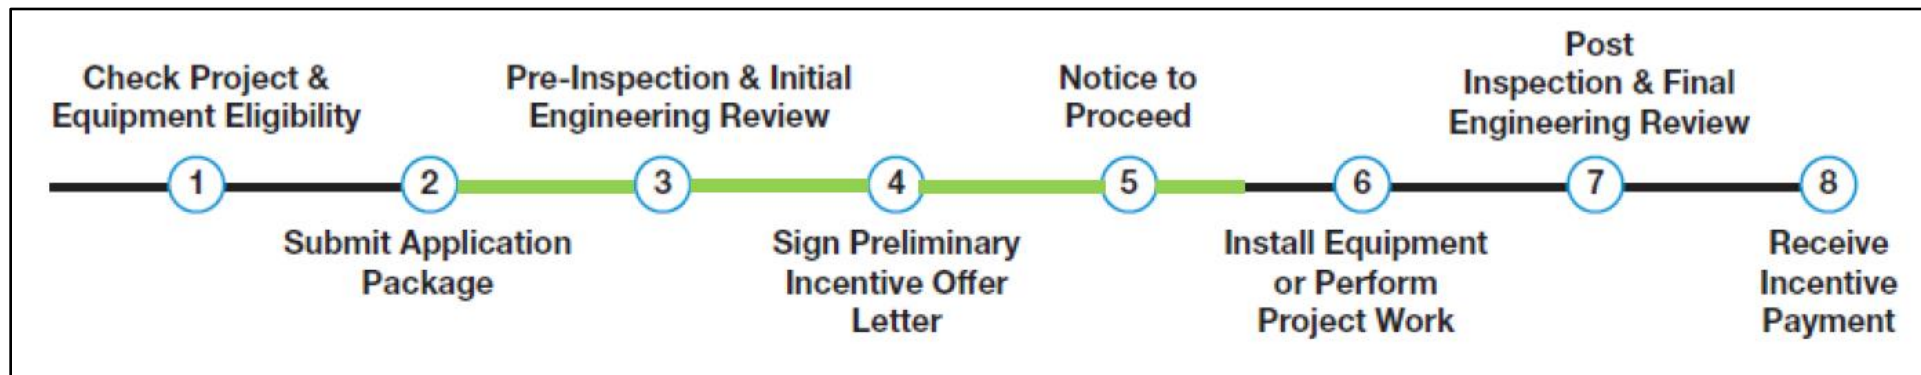 Check Project &
Equipment Eligibility
Pre-Inspection & Initial
Engineering Review
Notice to
Proceed
Post
Inspection & Final
Engineering Review
1
2
3
4
5
6
7
8
Submit Application
Package
Sign Preliminary
Incentive Offer
Letter
Install Equipment
or Perform
Project Work
Receive
Incentive
Payment